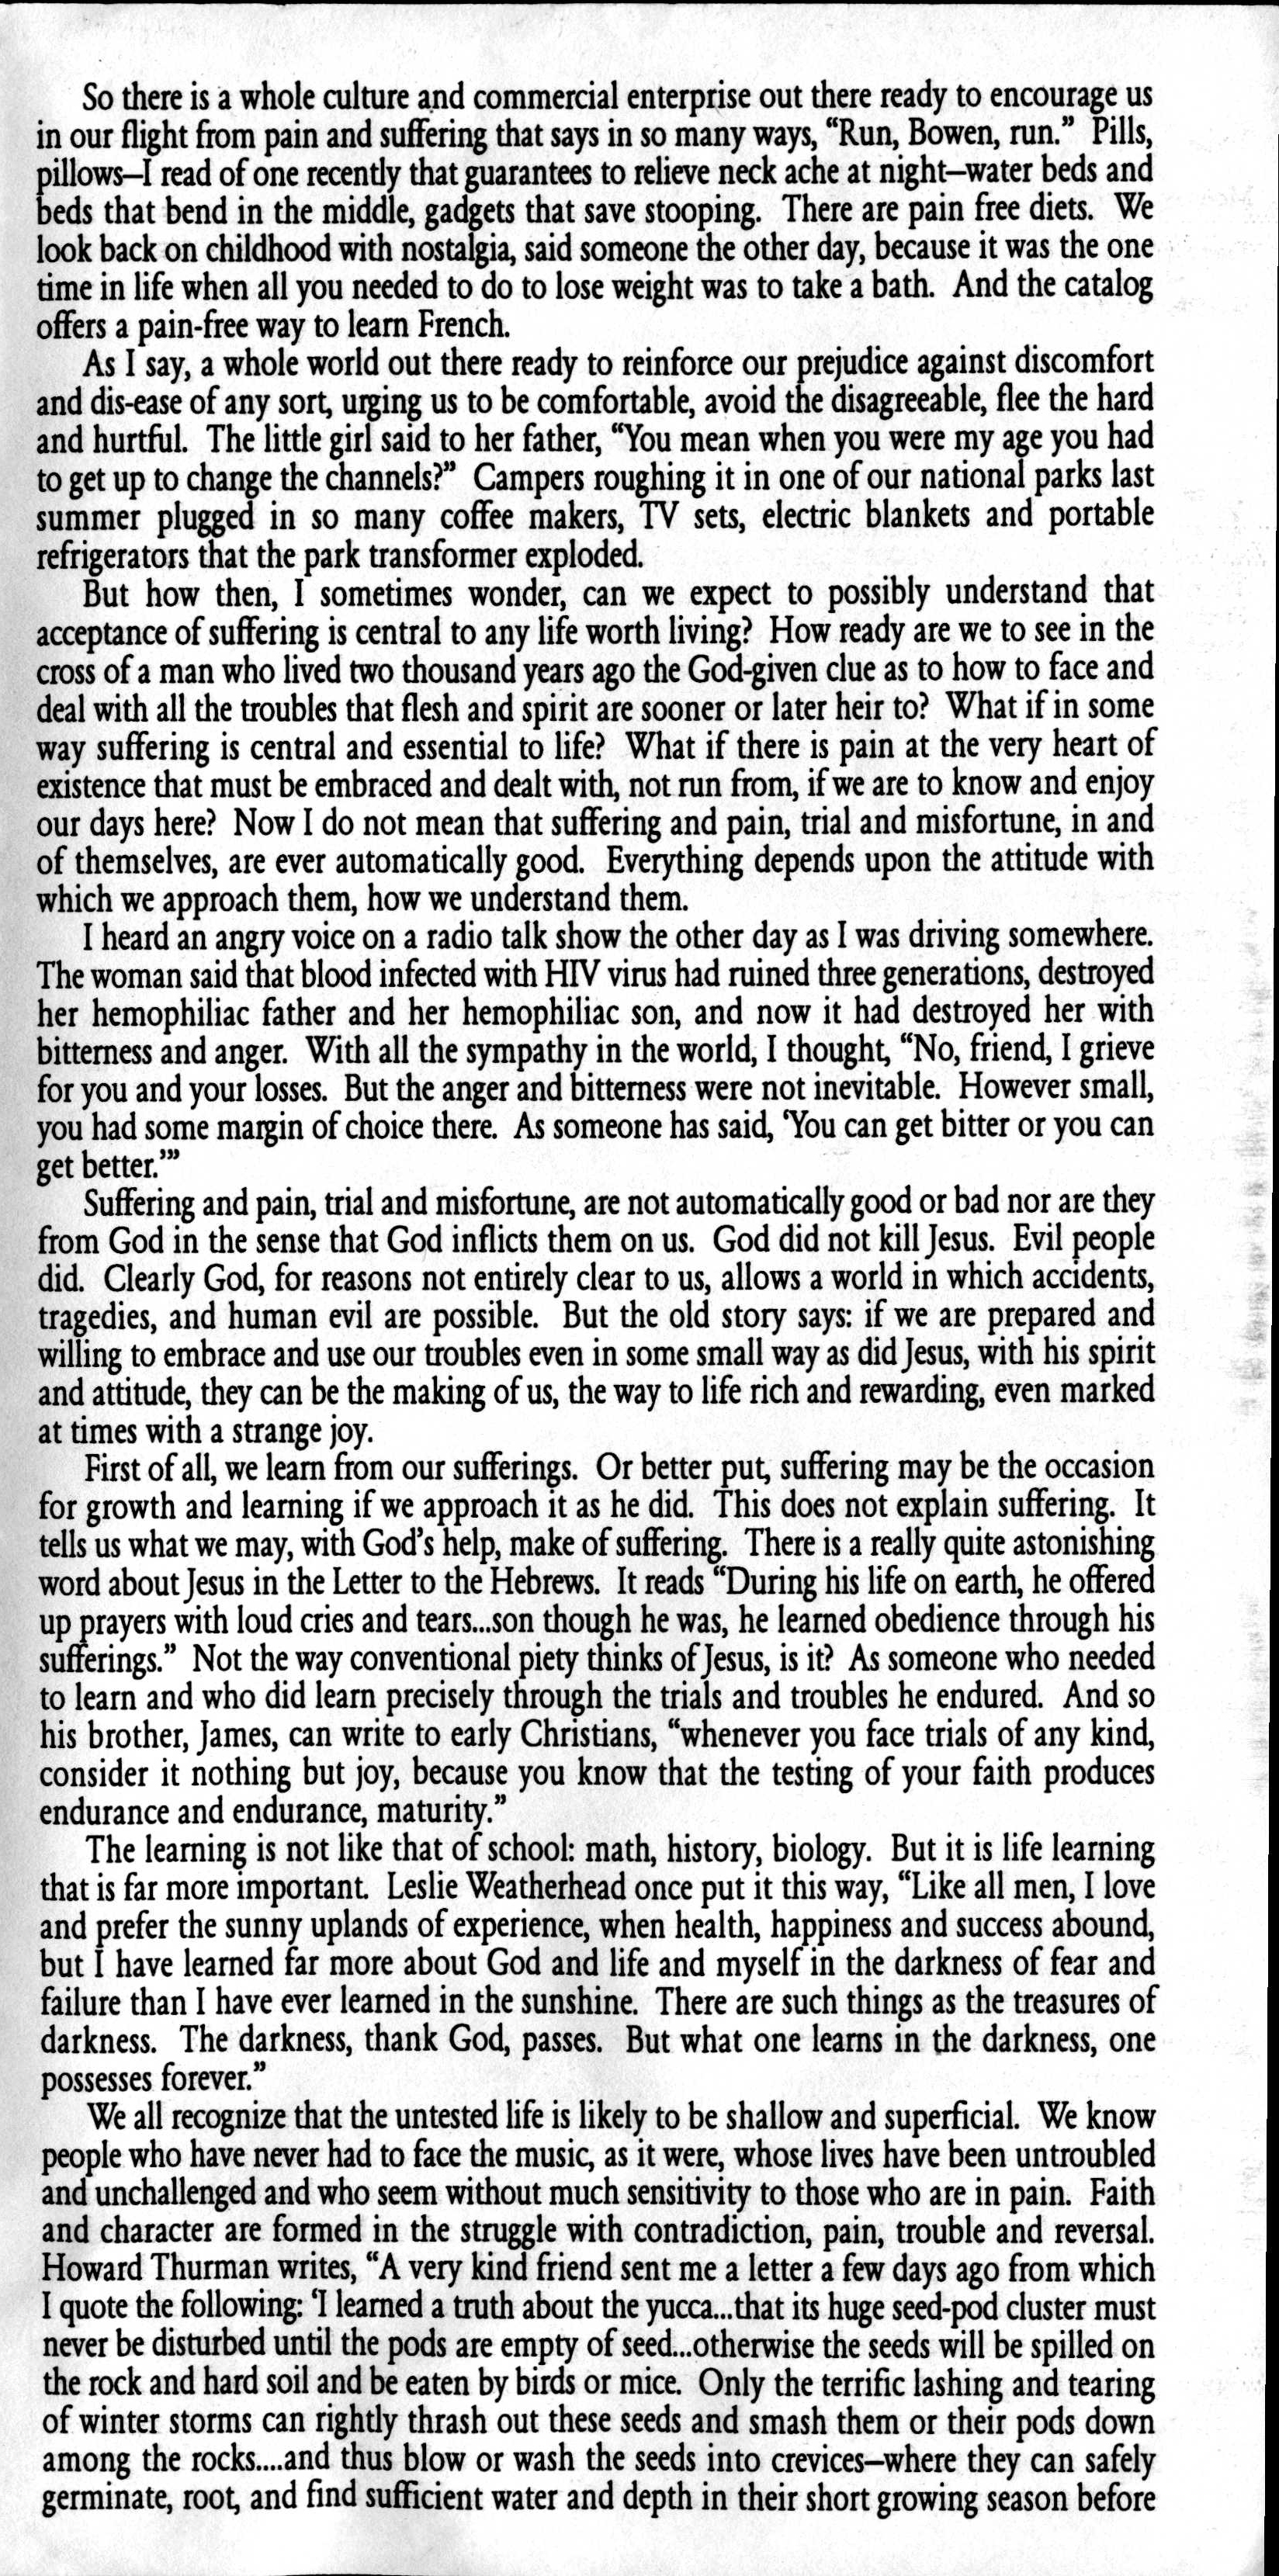 So there is a whole culture and commercial enterprise out there ready to encourage us
in our flight from pain and suffering that says in so many ways, “Run, Bowen, run.” Pills,
pillows–I read of one recently that guarantees to relieve neck ache at night–water beds and
beds that bend in the middle, gadgets that save stooping. There are pain free diets. We
look back on childhood with nostalgia, said someone the other day, because it was the one
time in life when all you needed to do to lose weight was to take a bath. And the catalog
offers a pain-free way to learn French.
As I say, a whole world out there ready to reinforce our prejudice against discomfort
and dis-ease of any sort, urging us to be comfortable, avoid the disagreeable, flee the hard
and hurtful. The little girl said to her father, “You mean when you were my age you had
to get up to change the channels?” Campers roughing it in one of our national parks last
summer plugged in so many coffee makers, TV sets, electric blankets and portable
refrigerators that the park transformer exploded.
But how then, I sometimes wonder, can we expect to possibly understand that
acceptance of suffering is central to any life worth living? How ready are we to see in the
cross of a man who lived two thousand years ago the God-given clue as to how to face and
deal with all the troubles that flesh and spirit are sooner or later heir to? What if in some
way suffering is central and essential to life? What if there is pain at the very heart of
existence that must be embraced and dealt with, not run from, if we are to know and enjoy
our days here? Now I do not mean that suffering and pain, trial and misfortune, in and
of themselves, are ever automatically good. Everything depends upon the attitude with
which we approach them, how we understand them.
I heard an angry voice on a radio talk show the other day as I was driving somewhere.
The woman said that blood infected with HIV virus had ruined three generations, destroyed
her hemophiliac father and her hemophiliac son, and now it had destroyed her with
bitterness and anger. With all the sympathy in the world, I thought, “No, friend, I grieve
for you and your losses. But the anger and bitterness were not inevitable. However small,
you had some margin of choice there. As someone has said, ‘You can get bitter or you can
get better.’”
Suffering and pain, trial and misfortune, are not automatically good or bad nor are they
from God in the sense that God inflicts them on us. God did not kill Jesus. Evil people
did. Clearly God, for reasons not entirely clear to us, allows a world in which accidents,
tragedies, and human evil are possible. But the old story says: if we are prepared and
willing to embrace and use our troubles even in some small way as did Jesus, with his spirit
and attitude, they can be the making of us, the way to life rich and rewarding, even marked
at times with a strange joy.
First of all, we learn from our sufferings. Or better put, suffering may be the occasion
for growth and learning if we approach it as he did. This does not explain suffering. It
tells us what we may, with God’s help, make of suffering. There is a really quite astonishing
word about Jesus in the Letter to the Hebrews. It reads “During his life on earth, he offered
up prayers with loud cries and tears...son though he was, he learned obedience through his
sufferings.” Not the way conventional piety thinks of Jesus, is it? As someone who needed
to learn and who did learn precisely through the trials and troubles he endured. And so
his brother, James, can write to early Christians, “whenever you face trials of any kind,
consider it nothing but joy, because you know that the testing of your faith produces
endurance and endurance, maturity.”
The learning is not like that of school: math, history, biology. But it is life learning
that is far more important. Leslie Weatherhead once put it this way, “Like all men, I love
and prefer the sunny uplands of experience, when health, happiness and success abound,
but I have learned far more about God and life and myself in the darkness of fear and
failure than I have ever learned in the sunshine. There are such things as the treasures of
darkness. The darkness, thank God, passes. But what one learns in the darkness, one
possesses forever.”
We all recognize that the untested life is likely to be shallow and superficial. We know
people who have never had to face the music, as it were, whose lives have been untroubled
and unchallenged and who seem without much sensitivity to those who are in pain. Faith
and character are formed in the struggle with contradiction, pain, trouble and reversal.
Howard Thurman writes, “A very kind friend sent me a letter a few days ago from which
I quote the following: ‘I learned a truth about the yucca...that its huge seed-pod cluster must
never be disturbed until the pods are empty of seed...otherwise the seeds will be spilled on
the rock and hard soil and be eaten by birds or mice. Only the terrific lashing and tearing
of winter storms can rightly thrash out these seeds and smash them or their pods down
among the rocks....and thus blow or wash the seeds into crevices–where they can safely
germinate, root, and find sufficient water and depth in their short growing season before